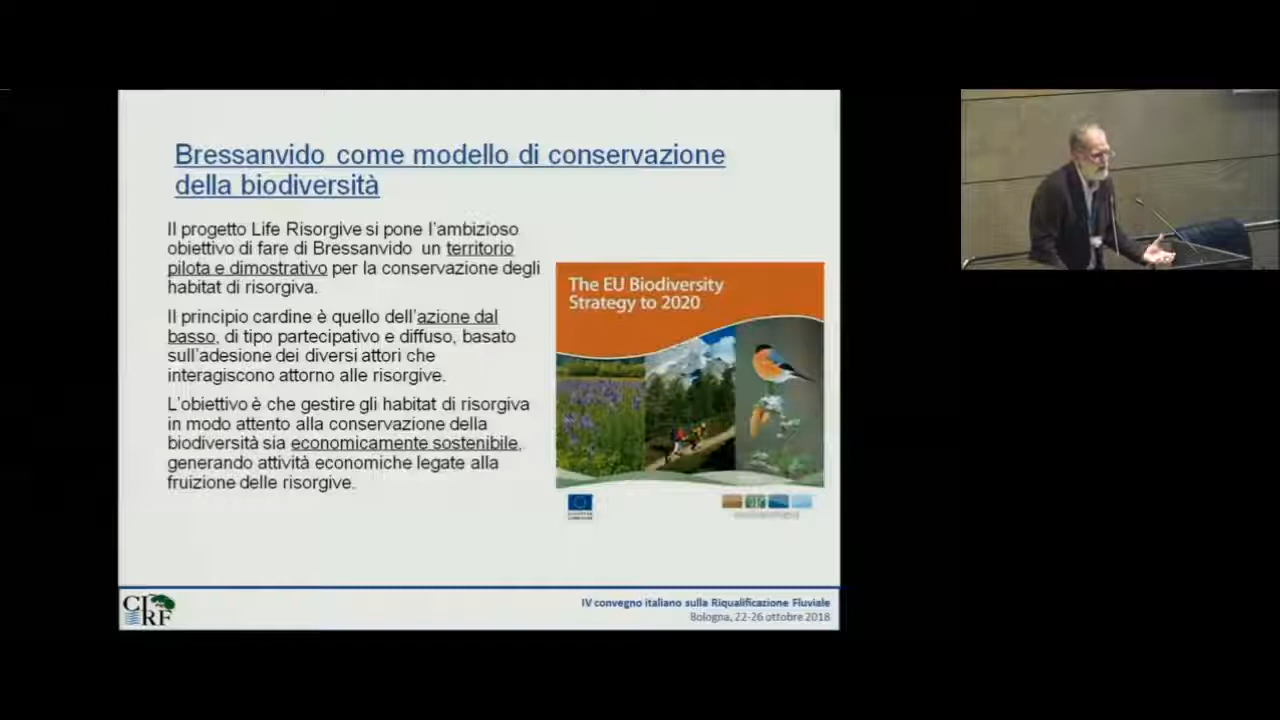 Bressanvido come modello di conservazione
della biodiversità
Il progetto Life Risorgive si pone l'ambizioso
obiettivo di fare di Bressanvido un territorio
pilota e dimostrativo per la conservazione degli
habitat di risorgiva.
Il principio cardine è quello dell'azione dal
basso, di tipo partecipativo e diffuso, basato
sull'adesione dei diversi attori che
interagiscono attorno alle risorgive.
L'obiettivo è che gestire gli habitat di risorgiva
in modo attento alla conservazione della
biodiversità sia economicamente sostenibile,
generando attività economiche legate alla
fruizione delle risorgive.
The EU Biodiversity
Strategy to 2020
CIRF
IV convegno italiano sulla Riqualificazione Fluviale
Bologna, 22-26 ottobre 2018